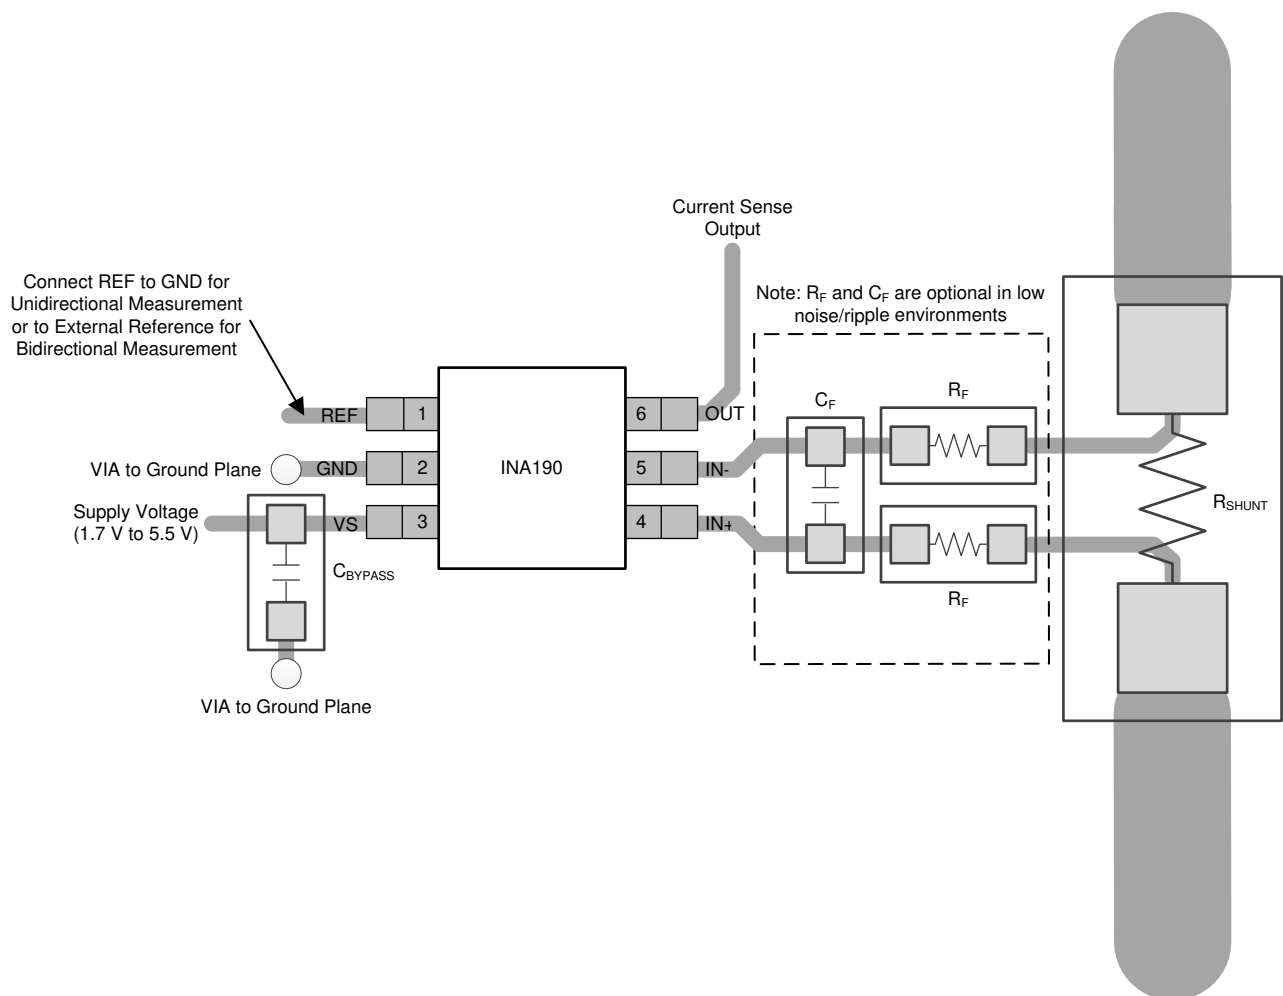 Current Sense
Output
Connect REF to GND for
Unidirectional Measurement
or to External Reference for
Bidirectional Measurement
Note: RF and CF are optional in low
noise/ripple environments
REF
1
6
OUT
CF
RF
VIA to Ground Plane
GND
2
INA190
5
IN-
RSHUNT
Supply Voltage
(1.7 V to 5.5 V)
VS
3
4
IN+
CBYPASS
RF
VIA to Ground Plane